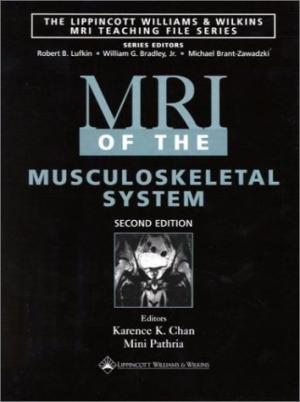 THE LIPPINCOTT WILLIAMS & WILKINS
MRI TEACHING FILE SERIES
SERIES EDITORS
Robert B. Lufkin • William G. Bradley, Jr. • Michael Brant-Zawadzki
MRI
OF THE
MUSCULOSKELETAL
SYSTEM
SECOND EDITION
Editors
Karence K. Chan
Mini Pathria
LIPPINCOTT WILLIAMS & WILKINS